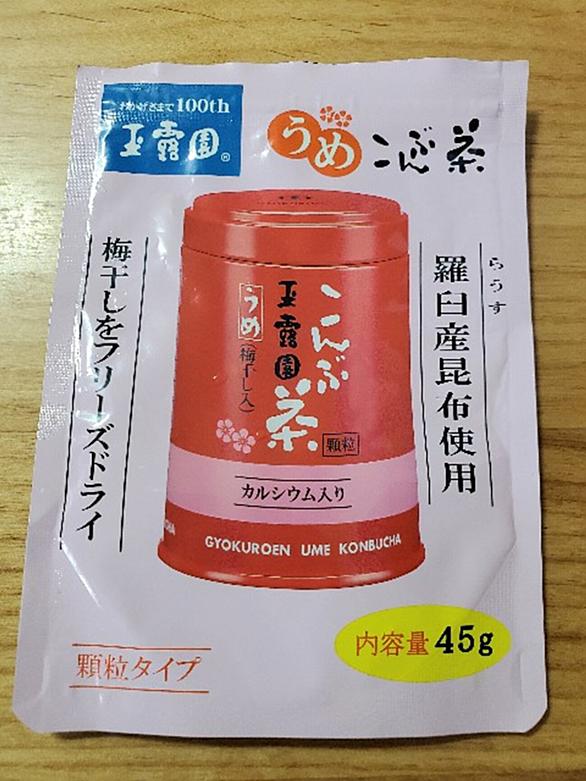 おかげさまで100th
玉露園®
うめ
こんぶ茶
らうす
羅臼産昆布使用
梅干しをフリーズドライ
こんぶ茶
顆粒
玉露園
うめ
(梅干し入)
カルシウム入り
GYOKUROEN UME KONBUCHA
CHA
顆粒タイプ
内容量45g